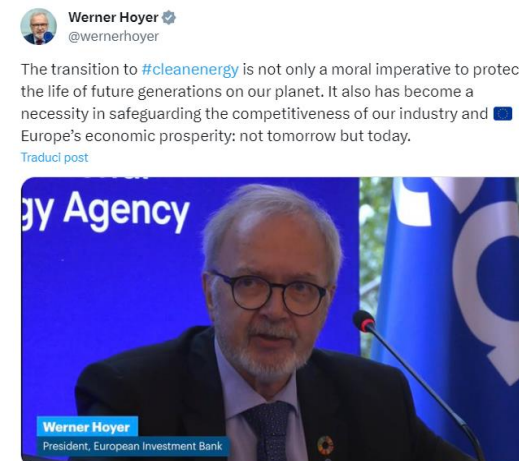 Werner Hoyer
@wernerhoyer
The transition to #cleanenergy is not only a moral imperative to protec
the life of future generations on our planet. It also has become a
necessity in safeguarding the competitiveness of our industry and 🇪🇺
Europe's economic prosperity: not tomorrow but today.
Traduci post
gy Agency
Werner Hoyer
President, European Investment Bank